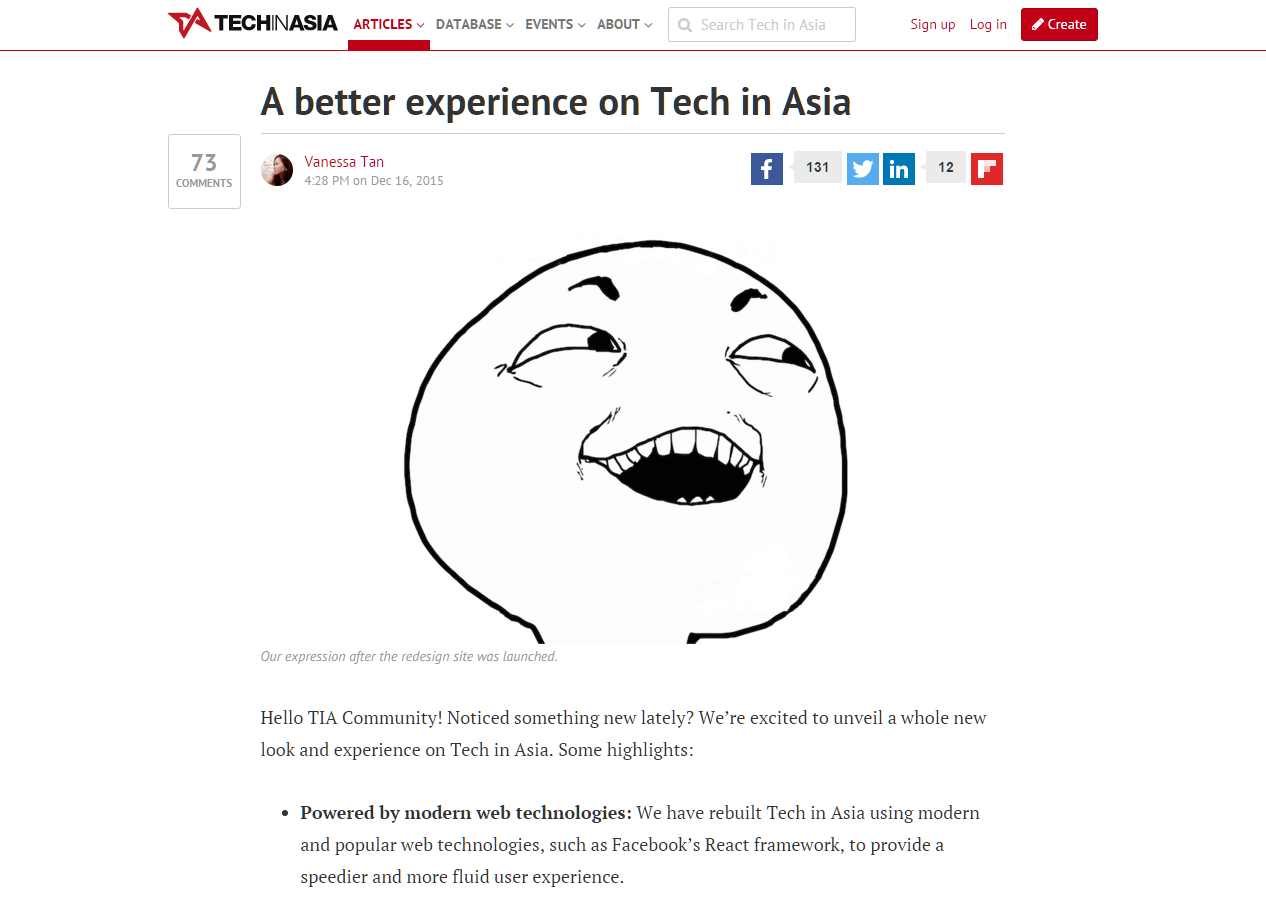 TECHINASIA ARTICLES DATABASE EVENTS ABOUT Search Tech in Asia Sign up Log in Create
A better experience on Tech in Asia
73
COMMENTS
Vanessa Tan
4:28 PM on Dec 16, 2015
f 131 in 12
Our expression after the redesign site was launched.
Hello TIA Community! Noticed something new lately? We’re excited to unveil a whole new
look and experience on Tech in Asia. Some highlights:
• Powered by modern web technologies: We have rebuilt Tech in Asia using modern
and popular web technologies, such as Facebook’s React framework, to provide a
speedier and more fluid user experience.